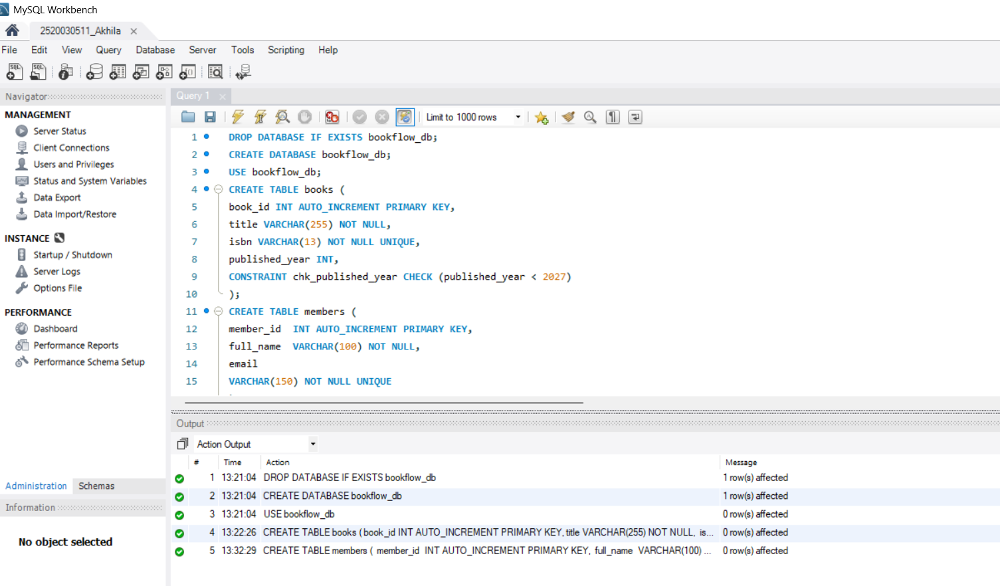 MySQL Workbench
2520030511_Akhila
File Edit View Query Database Server Tools Scripting Help
Navigator
MANAGEMENT
Server Status
Client Connections
Users and Privileges
Status and System Variables
Data Export
Data Import/Restore
INSTANCE
Startup / Shutdown
Server Logs
Options File
PERFORMANCE
Dashboard
Performance Reports
Performance Schema Setup
Administration Schemas
Information
No object selected
Query 1
Limit to 1000 rows
1 DROP DATABASE IF EXISTS bookflow_db;
2 CREATE DATABASE bookflow_db;
3 USE bookflow_db;
4 CREATE TABLE books (
5 book_id INT AUTO_INCREMENT PRIMARY KEY,
6 title VARCHAR(255) NOT NULL,
7 isbn VARCHAR(13) NOT NULL UNIQUE,
8 published_year INT,
9 CONSTRAINT chk_published_year CHECK (published_year < 2027)
10 );
11 CREATE TABLE members (
12 member_id  INT AUTO_INCREMENT PRIMARY KEY,
13 full_name  VARCHAR(100) NOT NULL,
14 email
15 VARCHAR(150) NOT NULL UNIQUE
Output
Action Output
# Time Action Message
1 13:21:04 DROP DATABASE IF EXISTS bookflow_db 1 row(s) affected
2 13:21:04 CREATE DATABASE bookflow_db 1 row(s) affected
3 13:21:04 USE bookflow_db 0 row(s) affected
4 13:22:26 CREATE TABLE books ( book_id INT AUTO_INCREMENT PRIMARY KEY, title VARCHAR(255) NOT NULL, is... 0 row(s) affected
5 13:32:29 CREATE TABLE members ( member_id INT AUTO_INCREMENT PRIMARY KEY, full_name VARCHAR(100) ... 0 row(s) affected